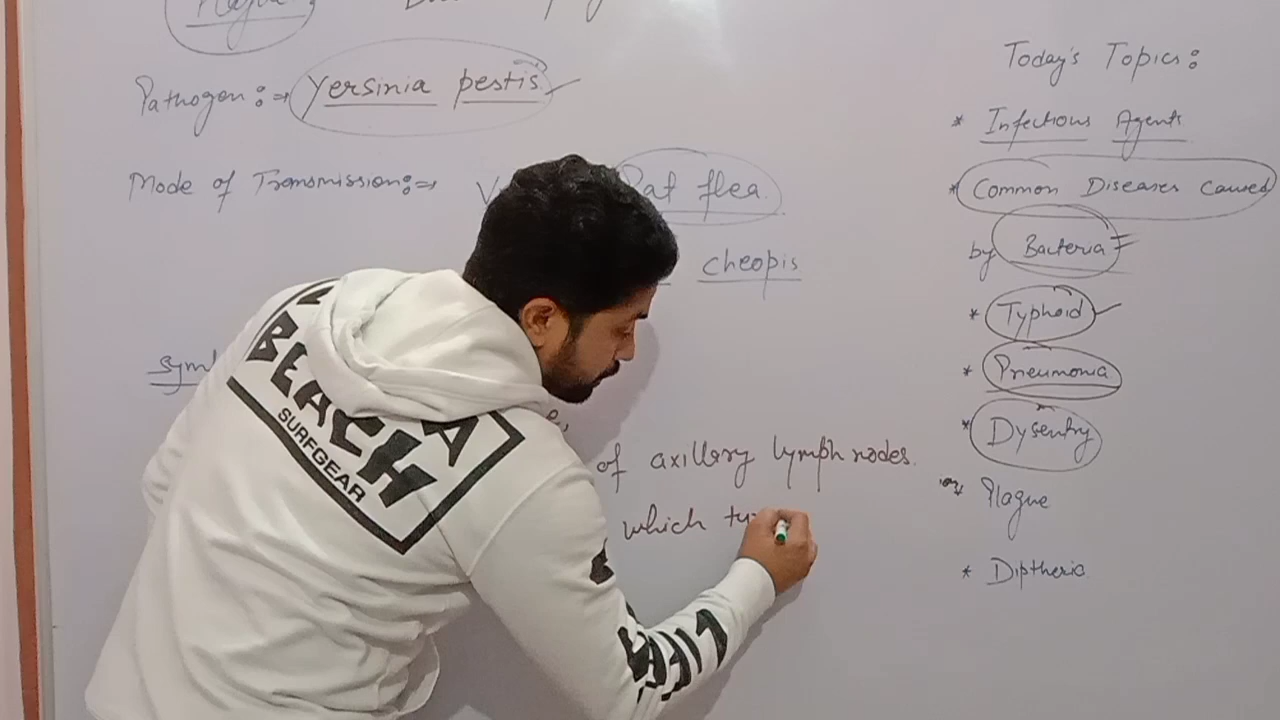 Plague
Pathogen:⇒ Yersinia pestis
Mode of Transmission:⇒ Rat flea
cheopis
of axillary lymph nodes.
which
Today's Topics:
* Infectious Agents
* Common Diseases Caused
by Bacteria
* Typhoid
* Pneumonia
* Dysentry
Plague
* Diptheria
BEACH
SURFGEAR